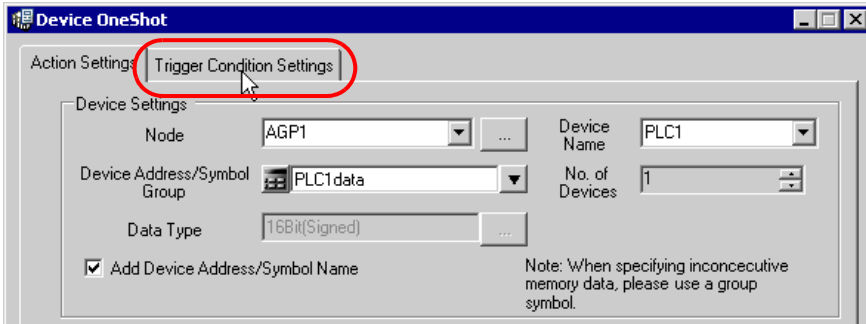 Device OneShot
Action Settings Trigger Condition Settings
Device Settings
Node AGP1 ... Device Name PLC1
Device Address/Symbol Group PLC1data No. of Devices 1
Data Type 16Bit(Signed) ...
Add Device Address/Symbol Name
Note: When specifying inconcecutive
memory data, please use a group
symbol.